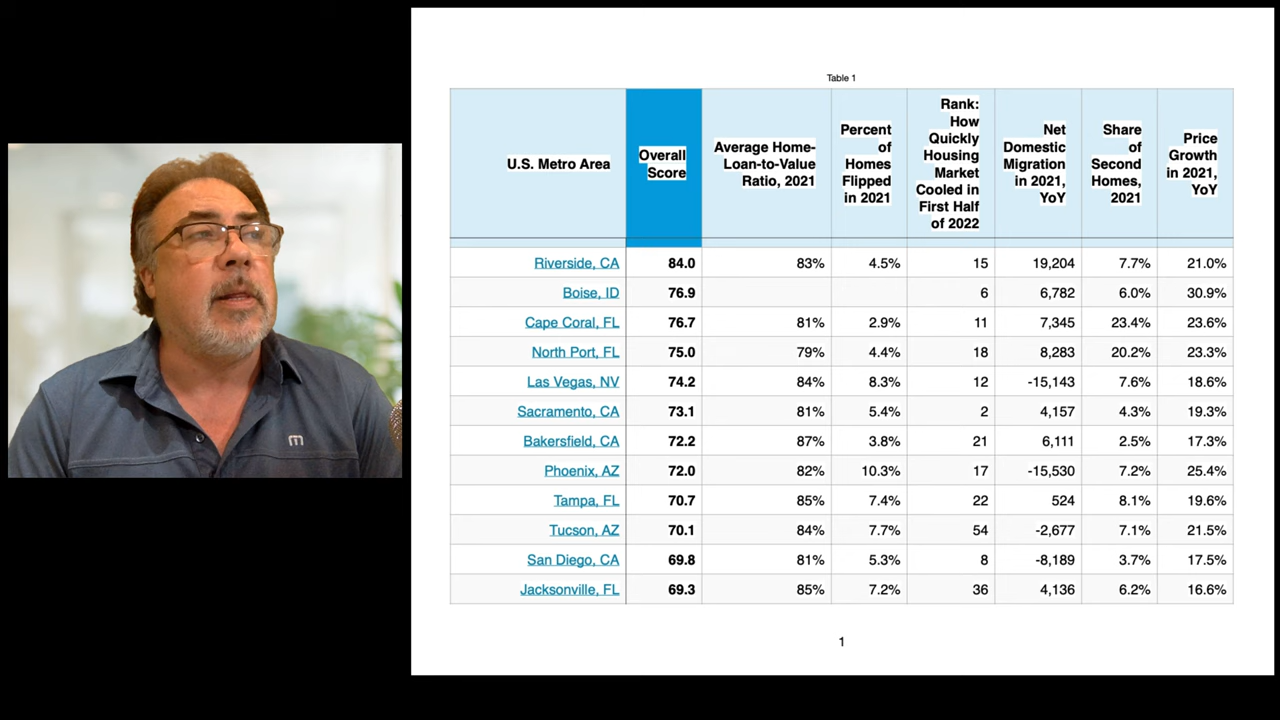 Table 1
U.S. Metro Area
Overall
Score
Average Home-
Loan-to-Value
Ratio, 2021
Percent
of
Homes
Flipped
in 2021
Rank:
How
Quickly
Housing
Market
Cooled in
First Half
of 2022
Net
Domestic
Migration
in 2021,
YoY
Share
of
Second
Homes,
2021
Price
Growth
in 2021,
YoY
Riverside, CA 84.0 83% 4.5% 15 19,204 7.7% 21.0%
Boise, ID 76.9 6 6,782 6.0% 30.9%
Cape Coral, FL 76.7 81% 2.9% 11 7,345 23.4% 23.6%
North Port, FL 75.0 79% 4.4% 18 8,283 20.2% 23.3%
Las Vegas, NV 74.2 84% 8.3% 12 -15,143 7.6% 18.6%
Sacramento, CA 73.1 81% 5.4% 2 4,157 4.3% 19.3%
Bakersfield, CA 72.2 87% 3.8% 21 6,111 2.5% 17.3%
Phoenix, AZ 72.0 82% 10.3% 17 -15,530 7.2% 25.4%
Tampa, FL 70.7 85% 7.4% 22 524 8.1% 19.6%
Tucson, AZ 70.1 84% 7.7% 54 -2,677 7.1% 21.5%
San Diego, CA 69.8 81% 5.3% 8 -8,189 3.7% 17.5%
Jacksonville, FL 69.3 85% 7.2% 36 4,136 6.2% 16.6%
1
m